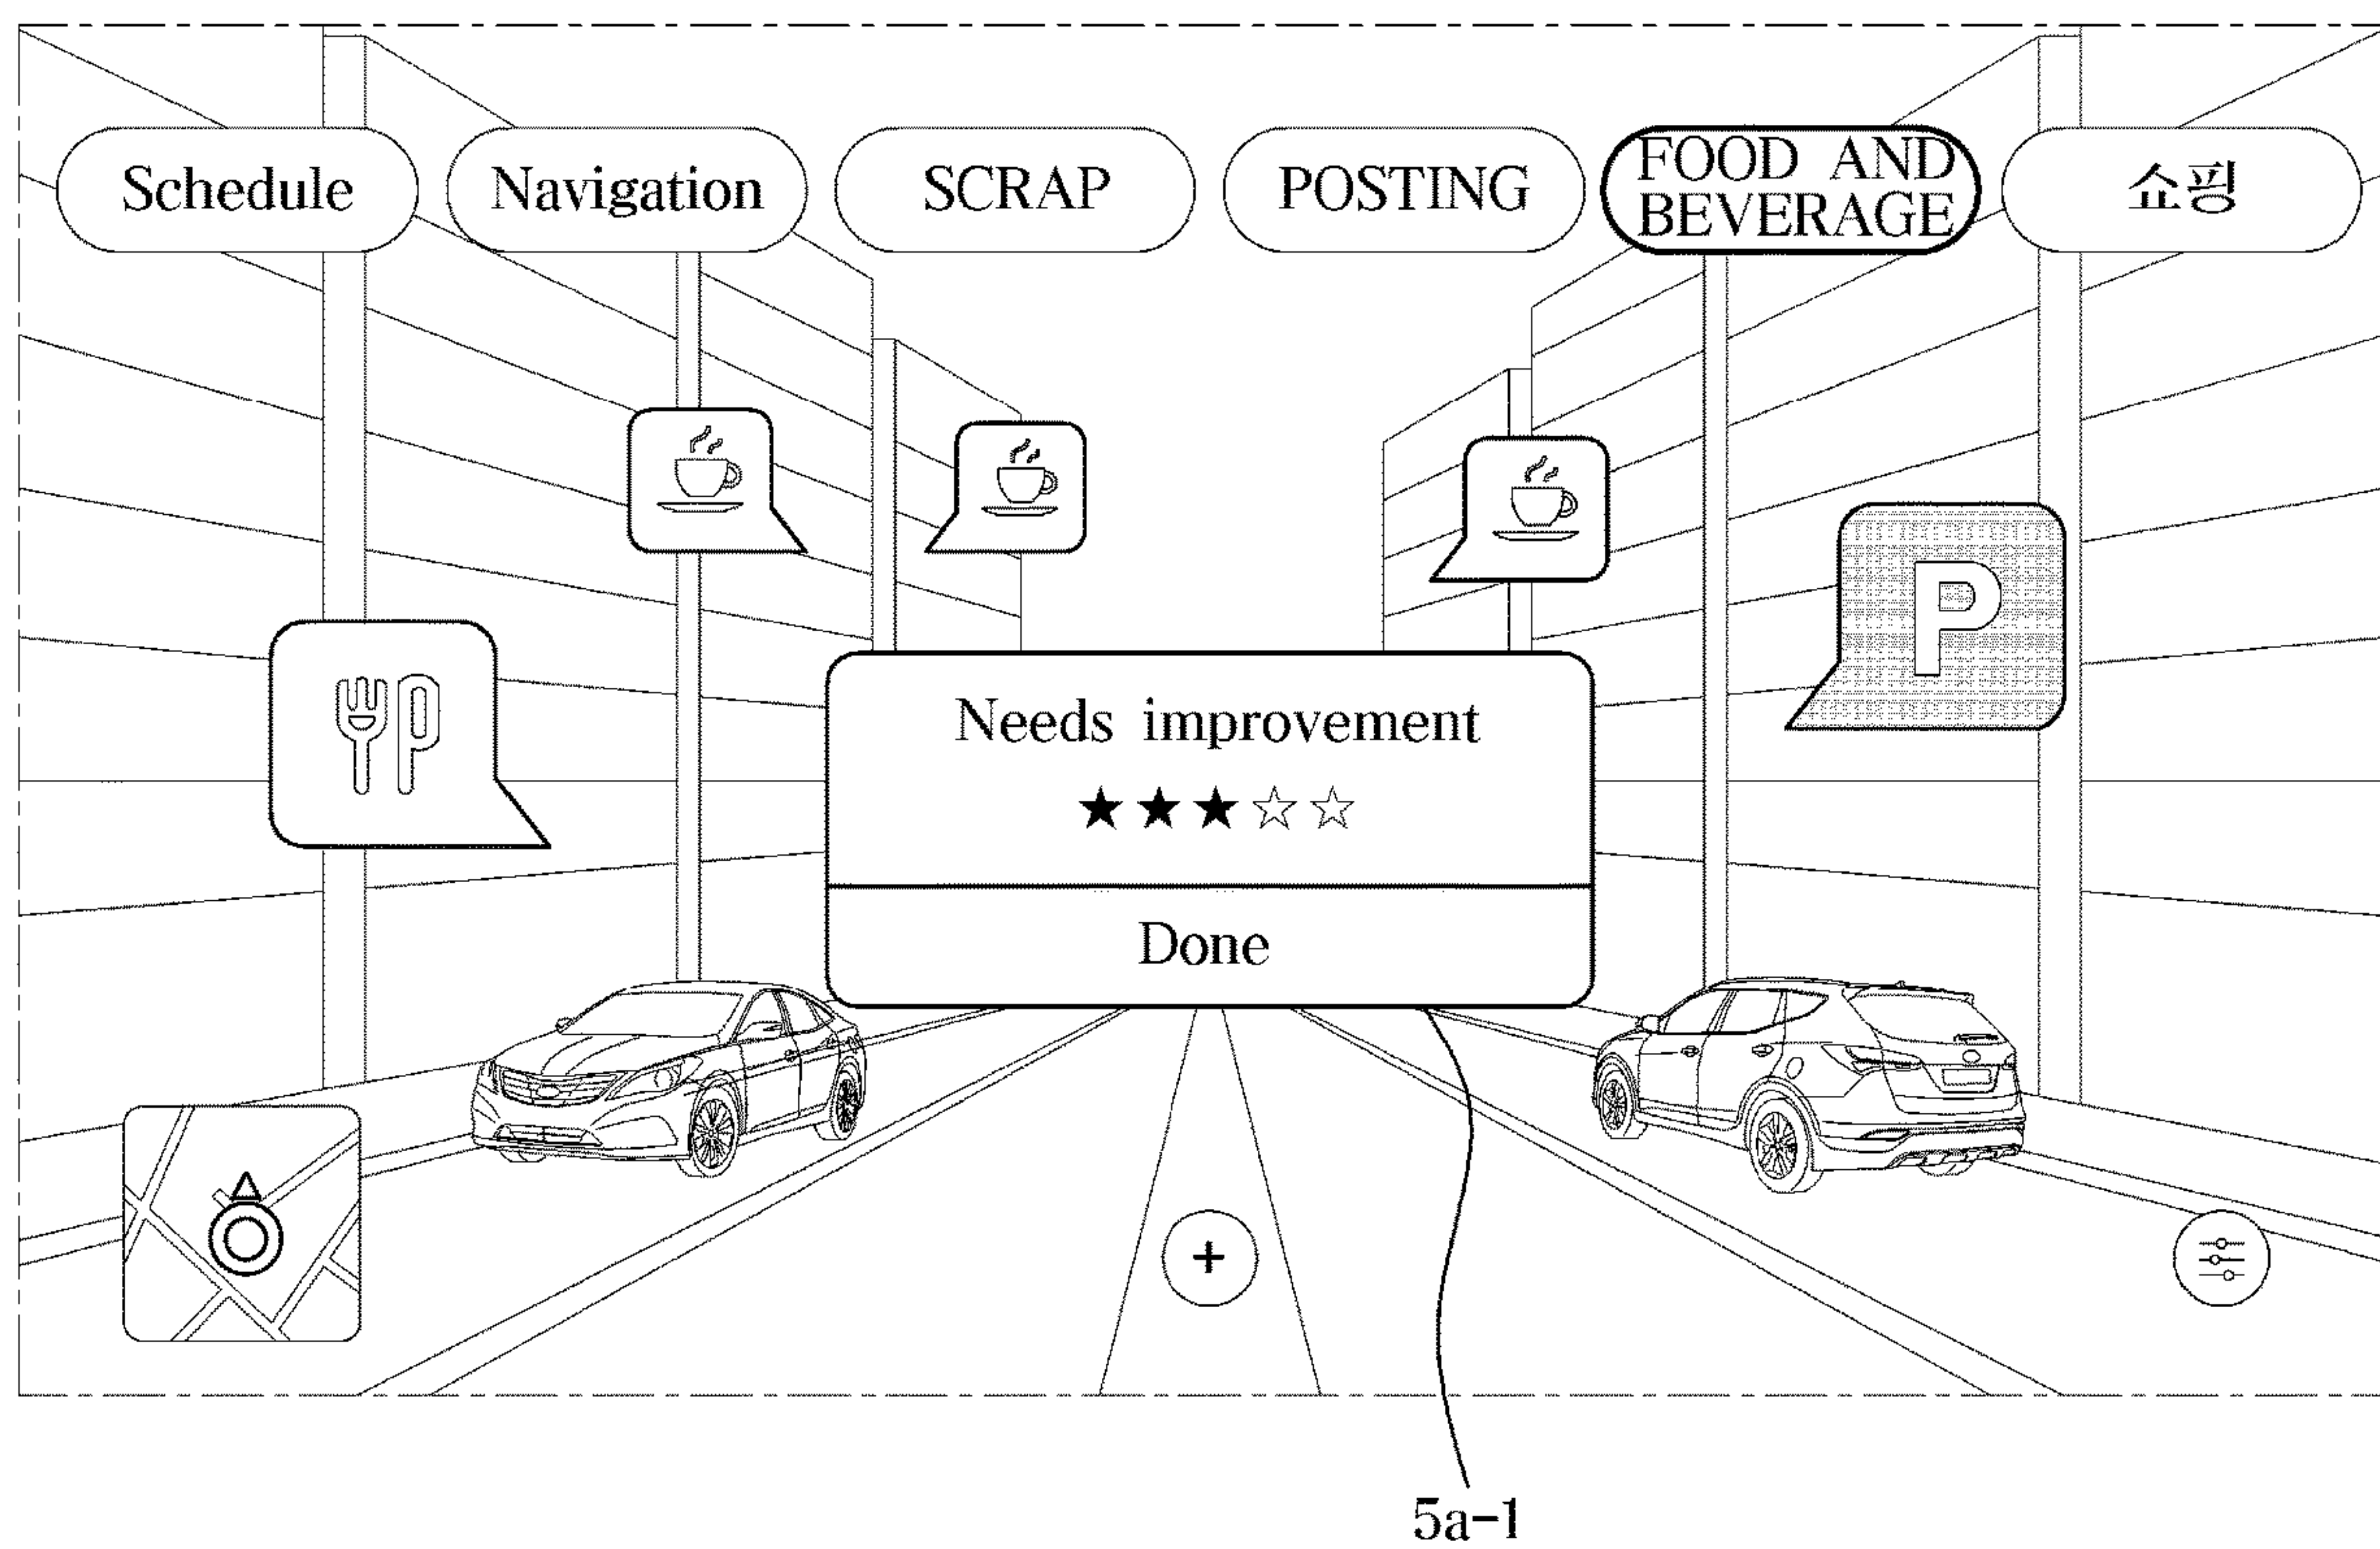 Schedule
Navigation
SCRAP
POSTING
FOOD AND
BEVERAGE
쇼핑
P
Needs improvement
★★★☆☆
Done
+
5a-1